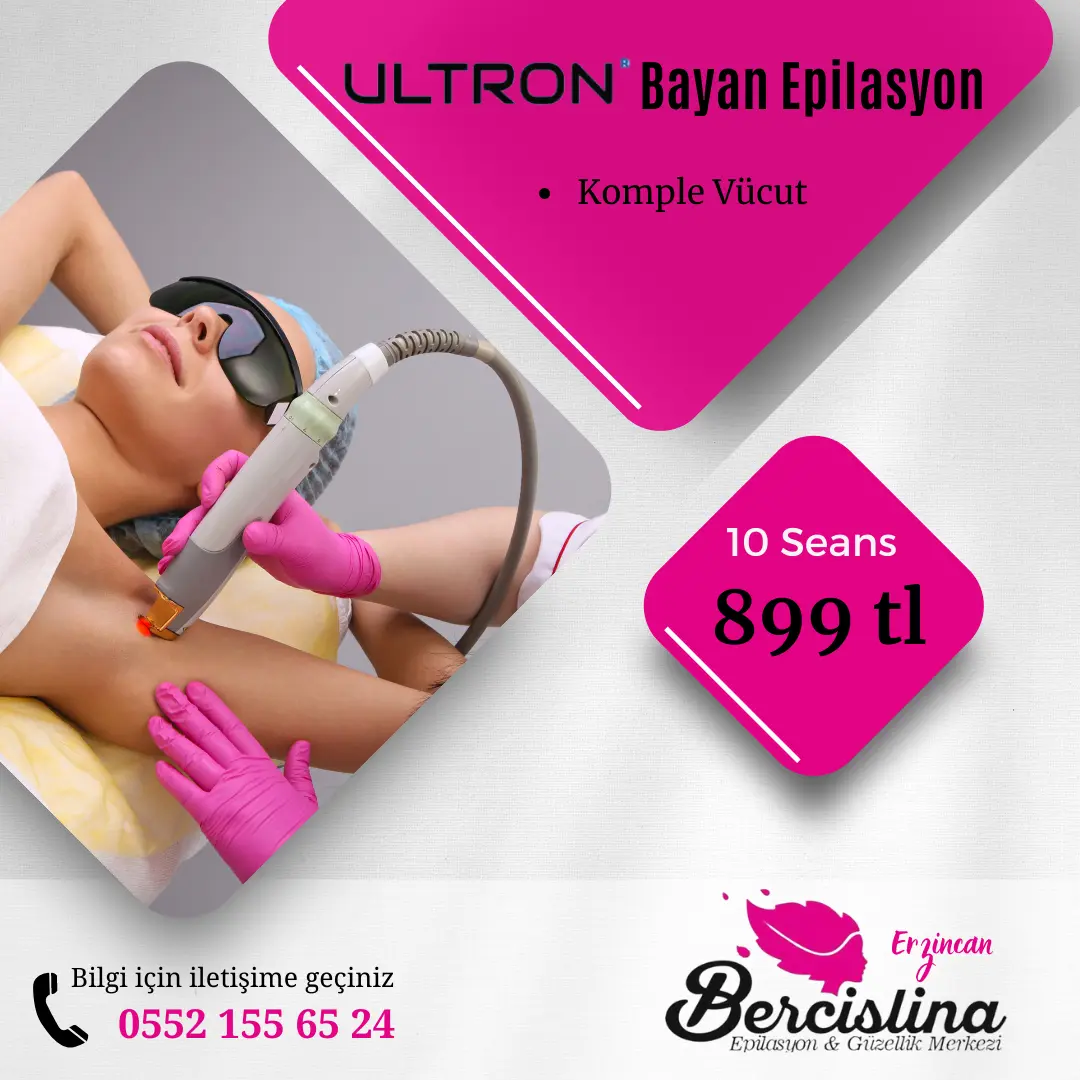 ULTRON® Bayan Epilasyon
• Komple Vücut
10 Seans
899 tl
Bilgi için iletişime geçiniz
0552 155 65 24
Erzincan
Bercislina
Epilasyon & Güzellik Merkezi